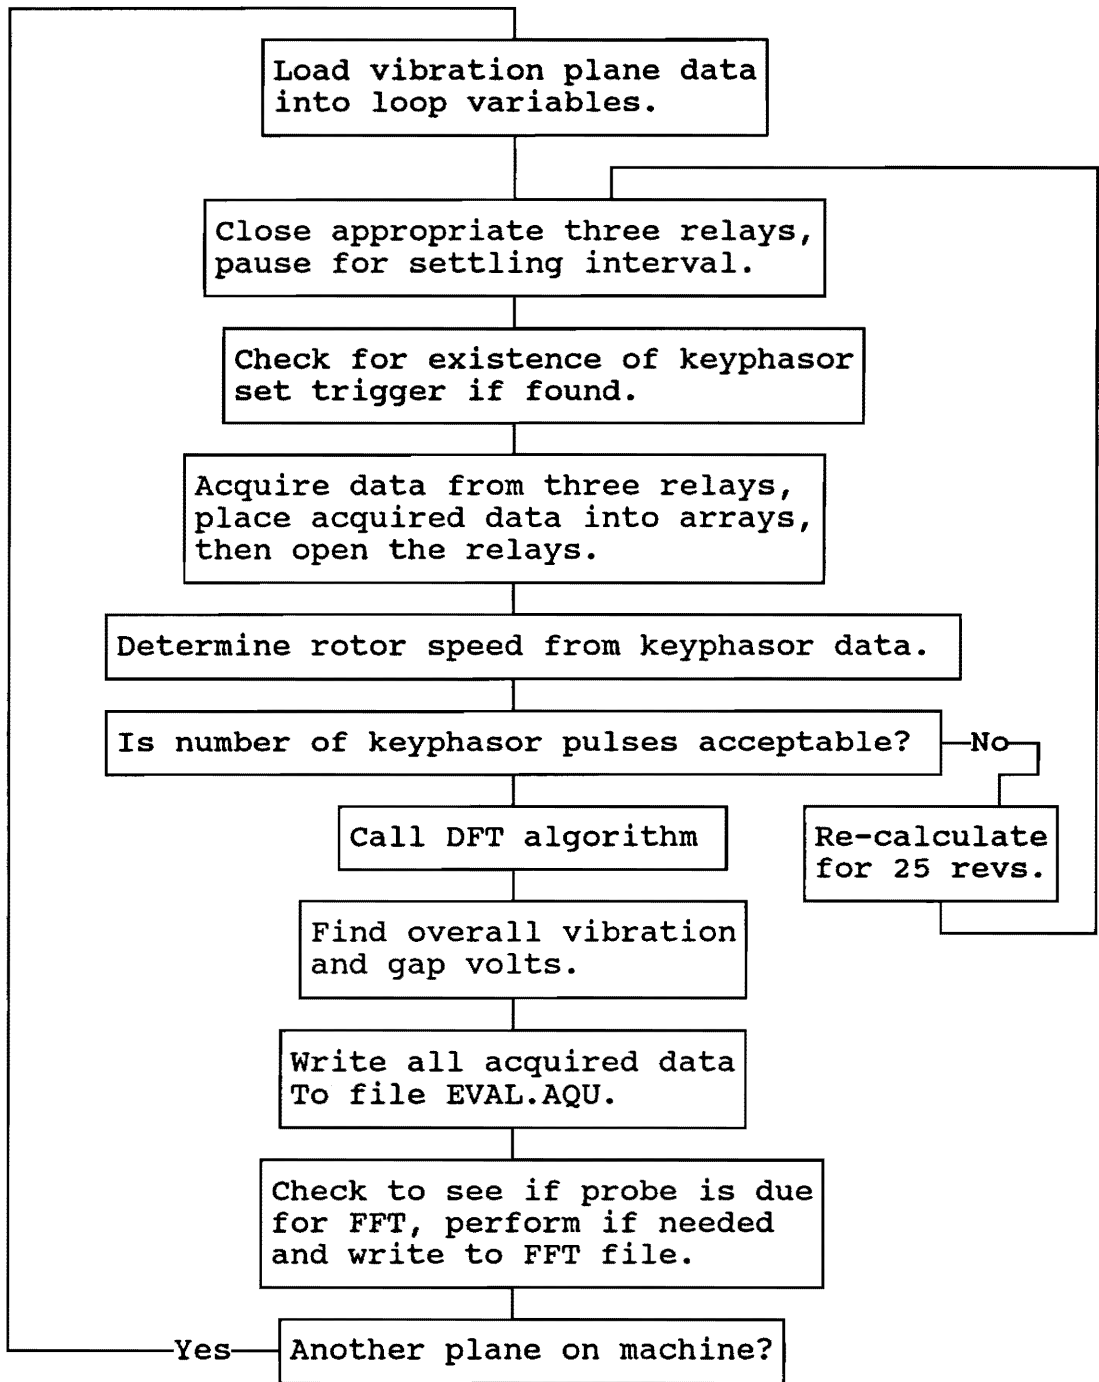 Load vibration plane data
into loop variables.
Close appropriate three relays,
pause for settling interval.
Check for existence of keyphasor
set trigger if found.
Acquire data from three relays,
place acquired data into arrays,
then open the relays.
Determine rotor speed from keyphasor data.
Is number of keyphasor pulses acceptable?
No
Call DFT algorithm
Re-calculate
for 25 revs.
Find overall vibration
and gap volts.
Write all acquired data
To file EVAL.AQU.
Check to see if probe is due
for FFT, perform if needed
and write to FFT file.
Yes
Another plane on machine?